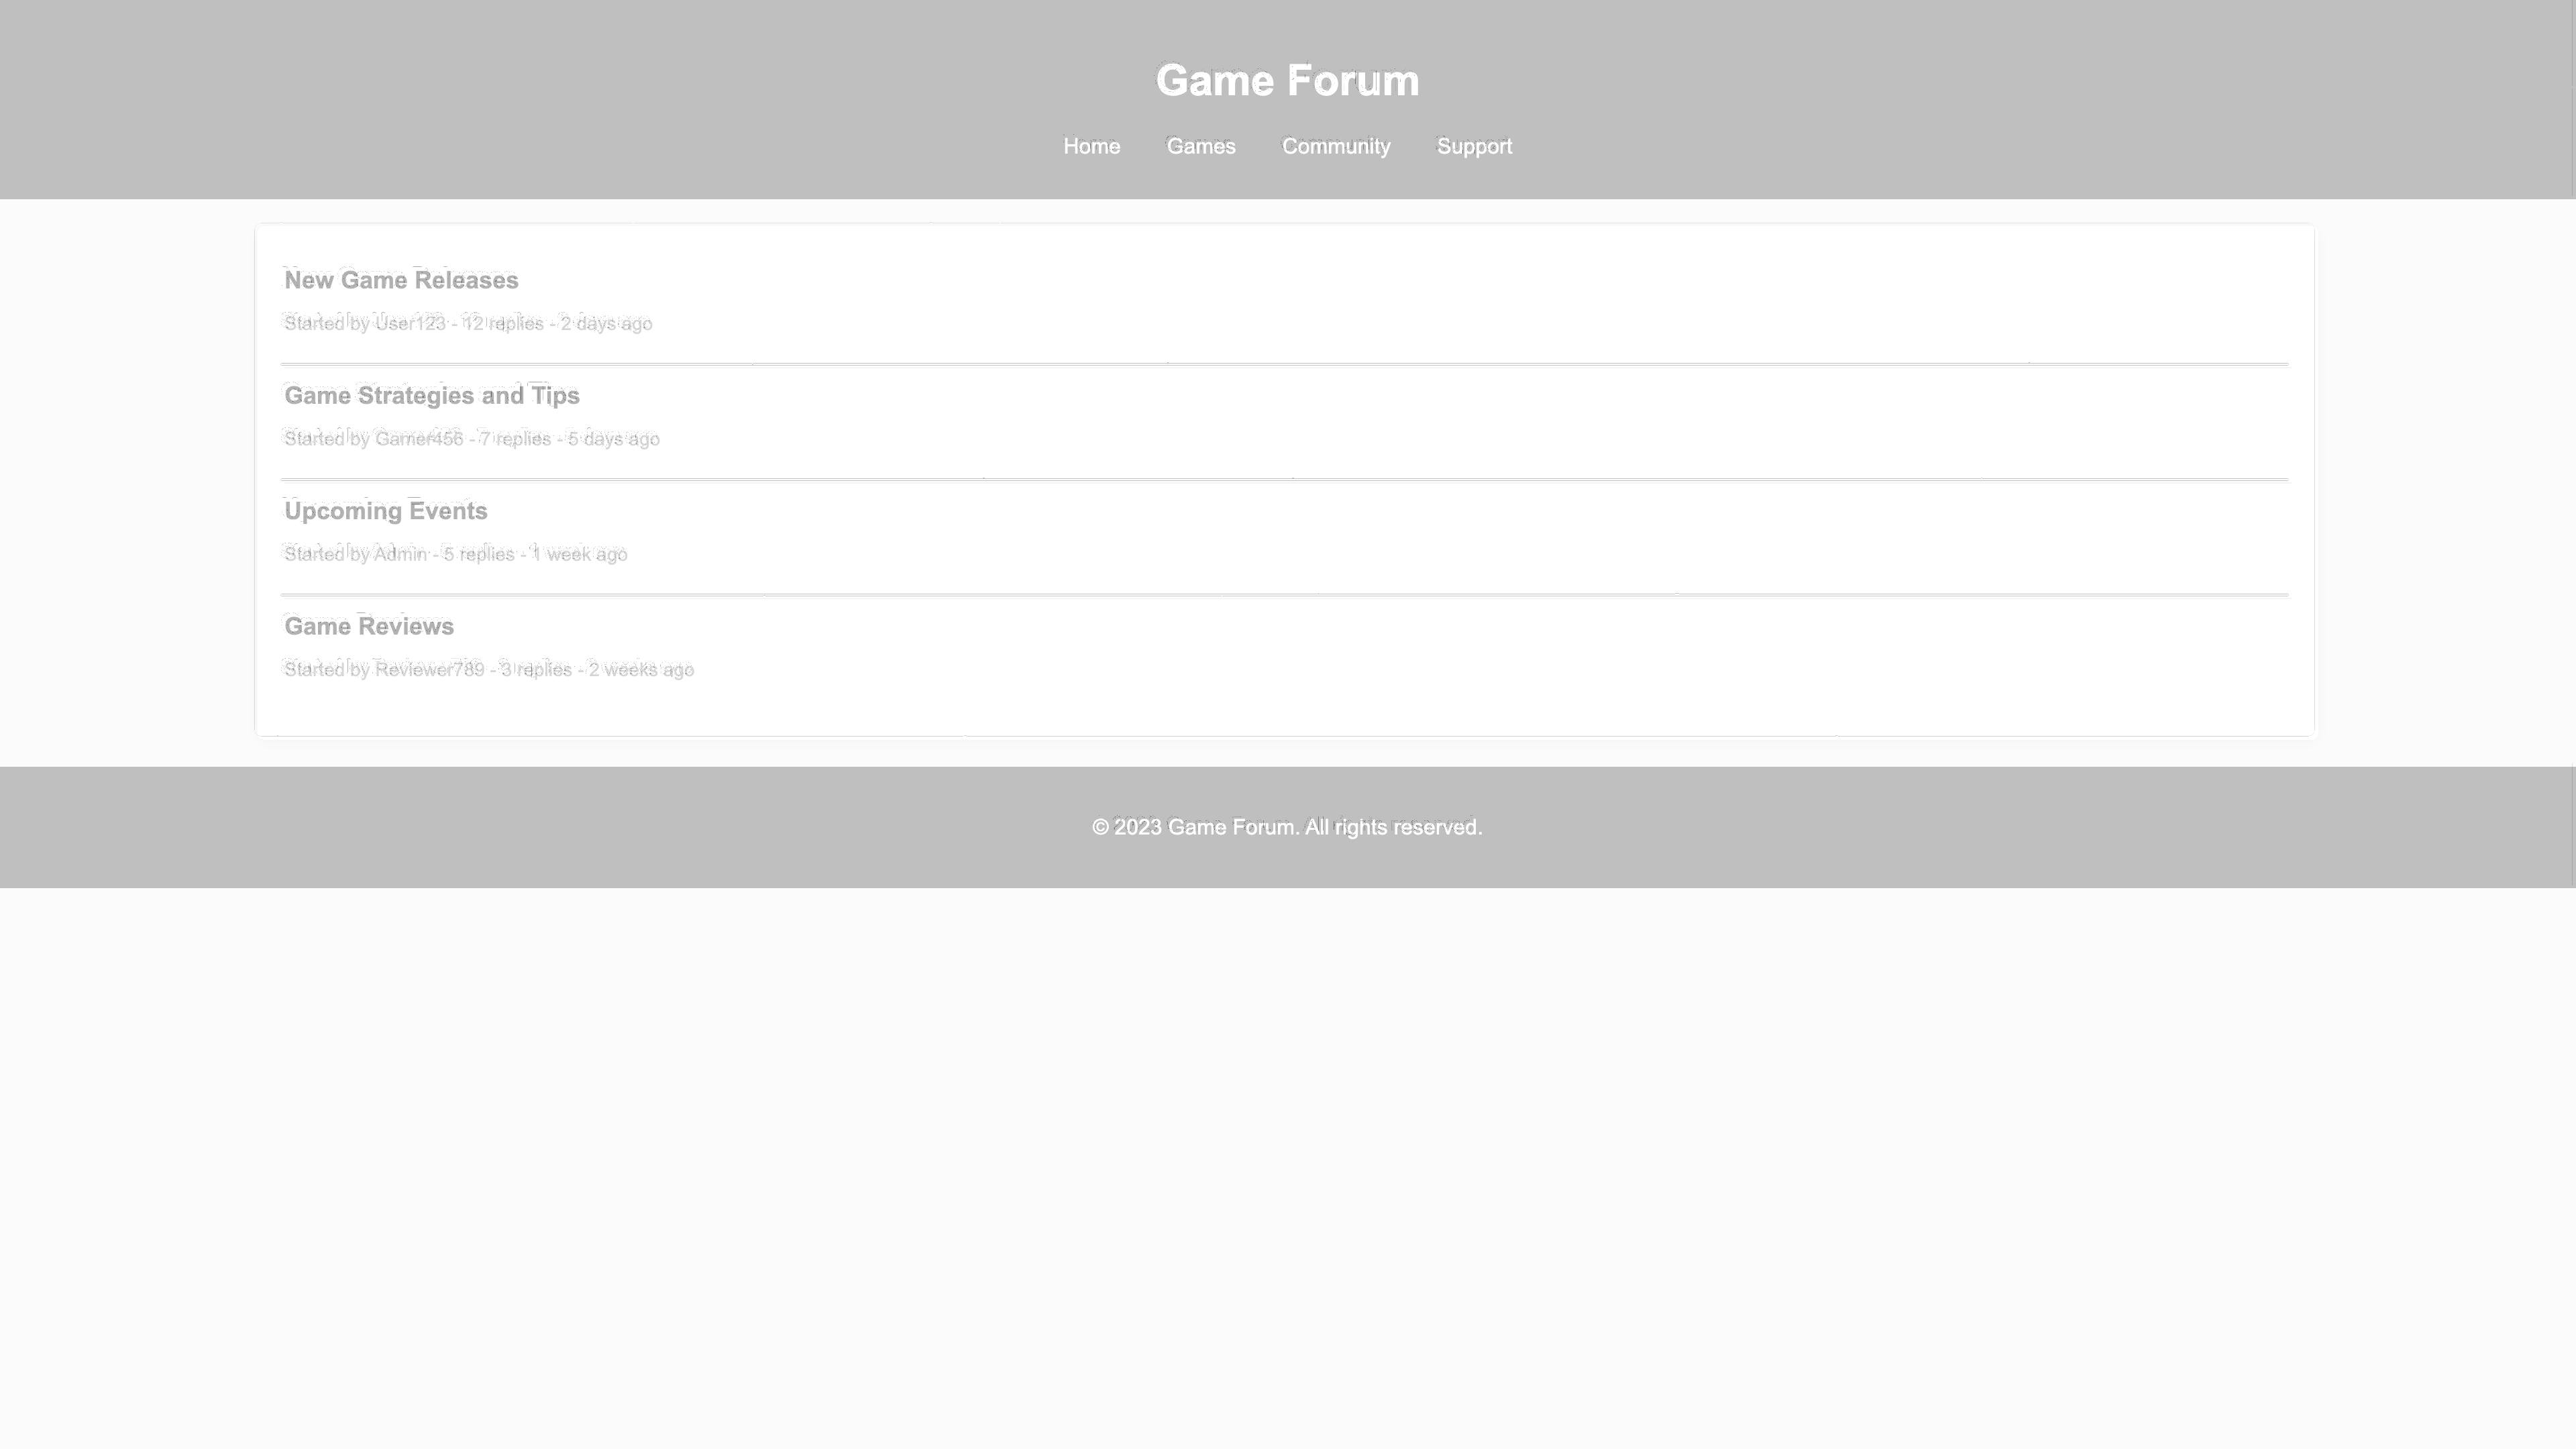 Game Forum
Home Games Community Support
New Game Releases
Started by User123 - 12 replies - 2 days ago
Game Strategies and Tips
Started by Gamer456 - 7 replies - 5 days ago
Upcoming Events
Started by Admin - 5 replies - 1 week ago
Game Reviews
Started by Reviewer789 - 3 replies - 2 weeks ago
© 2023 Game Forum. All rights reserved.